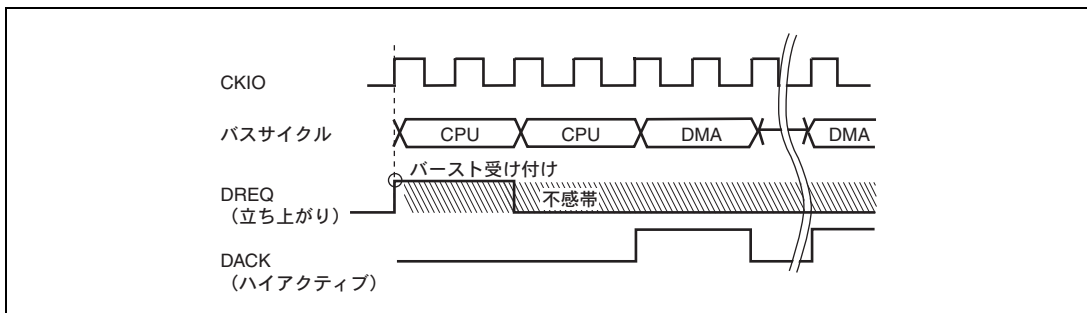 CKIO
バスサイクル
CPU
CPU
DMA
DMA
バースト受け付け
DREQ
（立ち上がり）
不感帯
DACK
（ハイアクティブ）